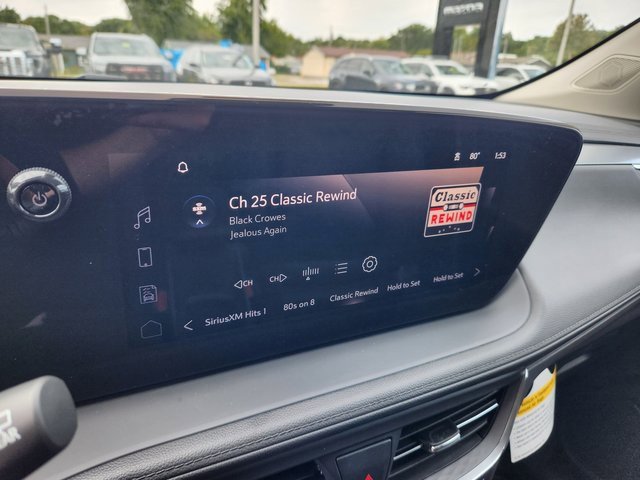 80° 1:53
Ch 25 Classic Rewind
Black Crowes
Jealous Again
Classic
REWIND
CH CH
SiriusXM Hits 1 80s on 8 Classic Rewind Hold to Set Hold to Set